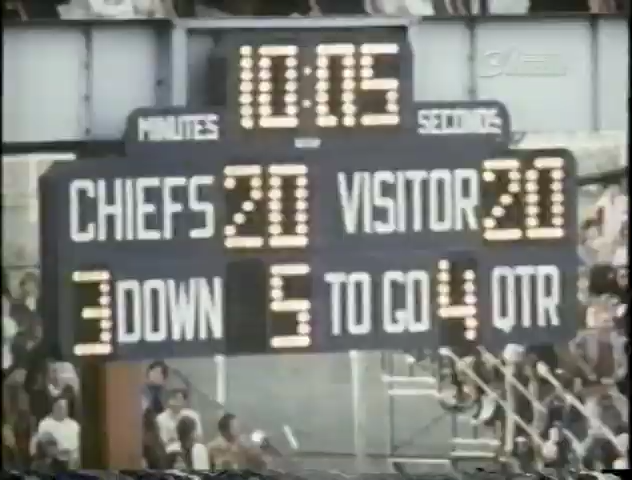 10:05
MINUTES SECONDS
CHIEFS 20 VISITOR 20
3 DOWN 5 TO GO 4 QTR